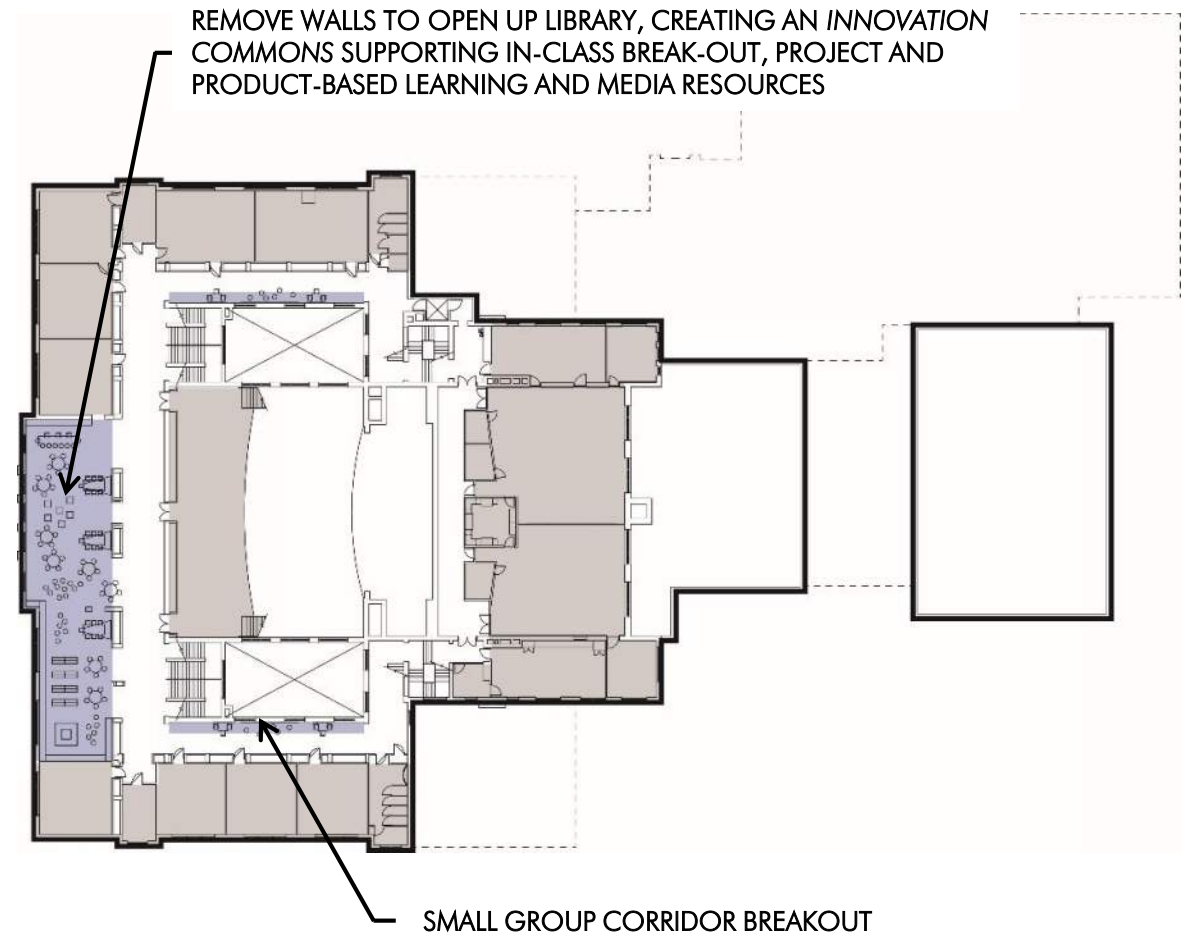 REMOVE WALLS TO OPEN UP LIBRARY, CREATING AN INNOVATION
COMMONS SUPPORTING IN-CLASS BREAK-OUT, PROJECT AND
PRODUCT-BASED LEARNING AND MEDIA RESOURCES
SMALL GROUP CORRIDOR BREAKOUT